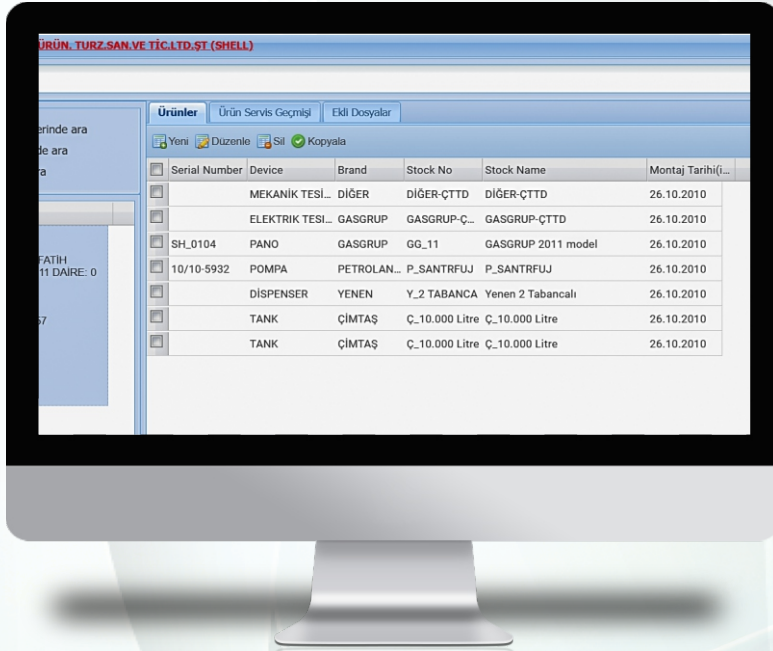 ÜRÜN. TURZ.SAN.VE TİC.LTD.ŞT (SHELL)
erinde ara
de ara
ra
FATİH
11 DAİRE: 0
57
Ürünler Ürün Servis Geçmişi Ekli Dosyalar
Yeni Düzenle Sil Kopyala
Serial Number Device Brand Stock No Stock Name Montaj Tarihi(i...
MEKANİK TESİ... DİĞER DİĞER-ÇTTD DİĞER-ÇTTD 26.10.2010
ELEKTRIK TESI... GASGRUP GASGRUP-Ç... GASGRUP-ÇTTD 26.10.2010
SH_0104 PANO GASGRUP GG_11 GASGRUP 2011 model 26.10.2010
10/10-5932 POMPA PETROLAN... P_SANTRFUJ P_SANTRFUJ 26.10.2010
DİSPENSER YENEN Y_2 TABANCA Yenen 2 Tabancalı 26.10.2010
TANK ÇİMTAŞ Ç_10.000 Litre Ç_10.000 Litre 26.10.2010
TANK ÇİMTAŞ Ç_10.000 Litre Ç_10.000 Litre 26.10.2010